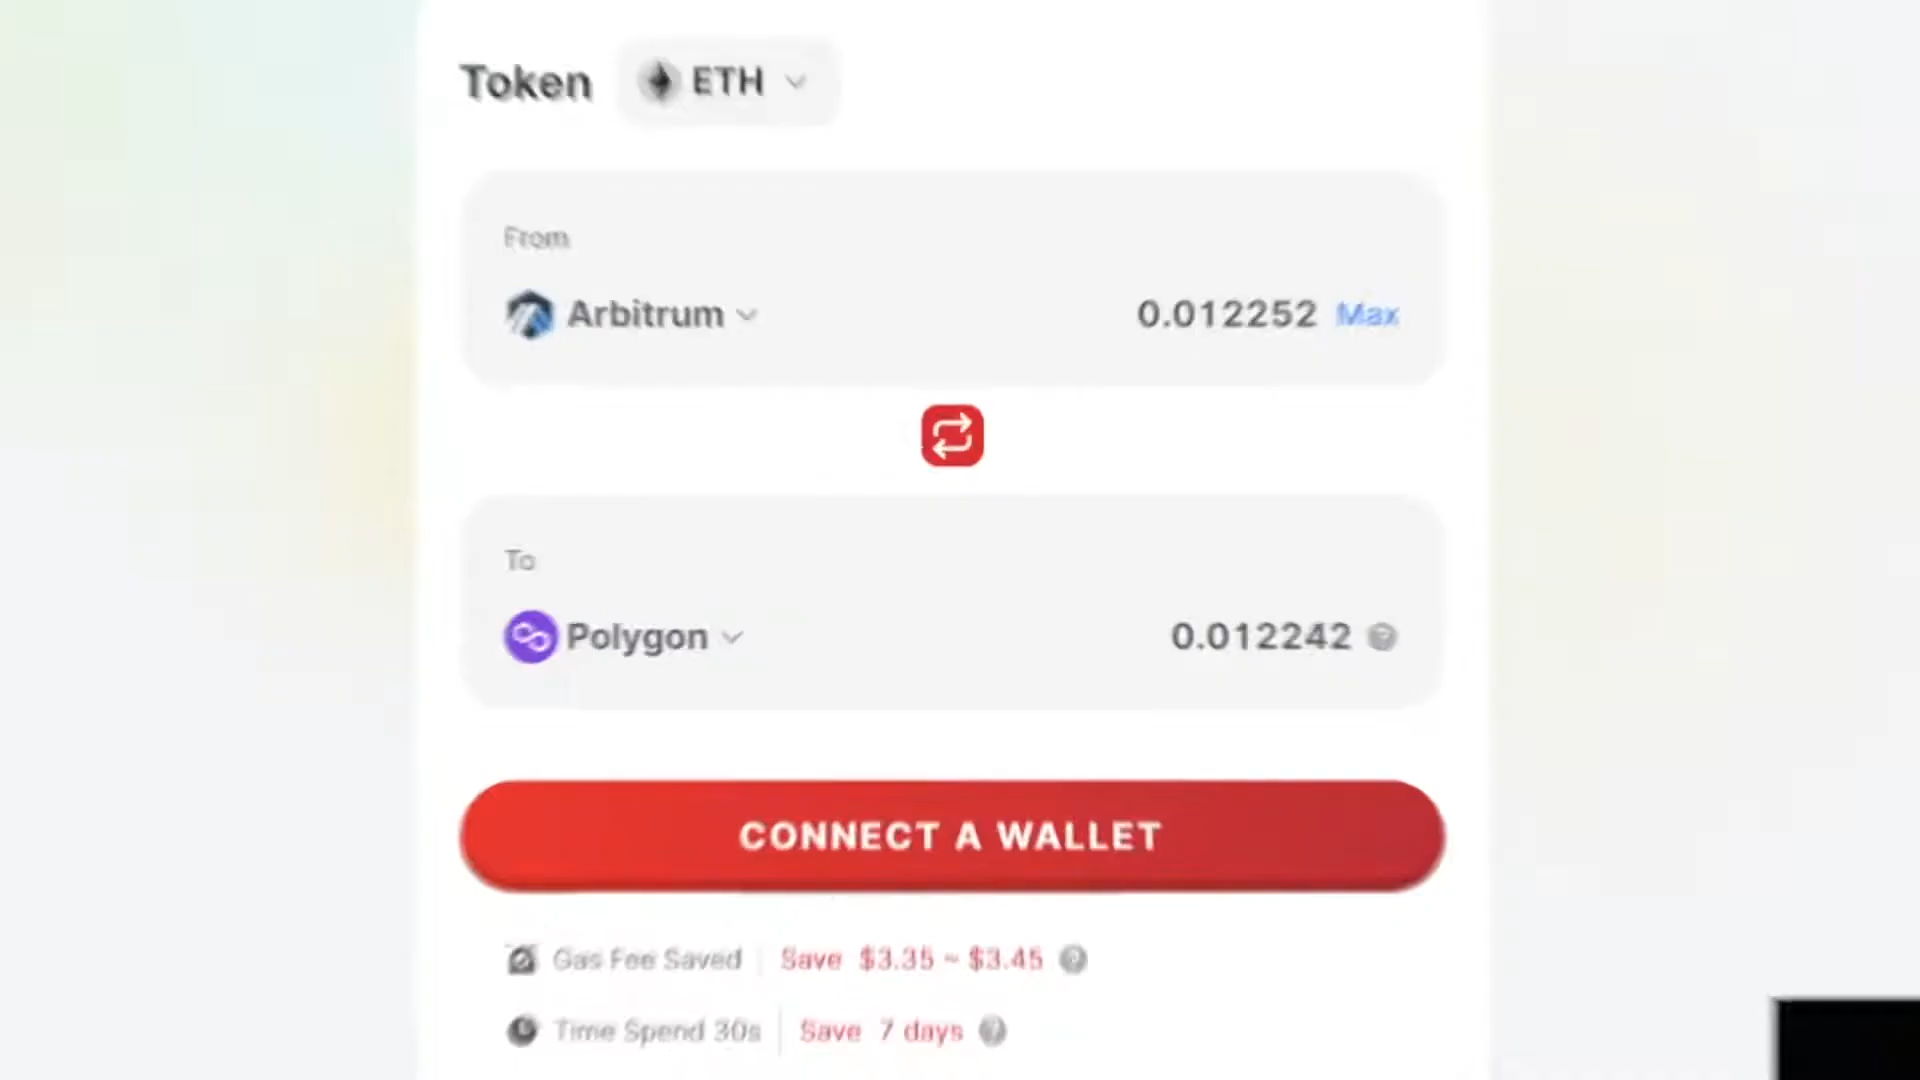 Token ETH
From
Arbitrum 0.012252 Max
To
Polygon 0.012242
CONNECT A WALLET
Gas Fee Saved Save $3.35 ~ $3.45
Time Spend 30s Save 7 days